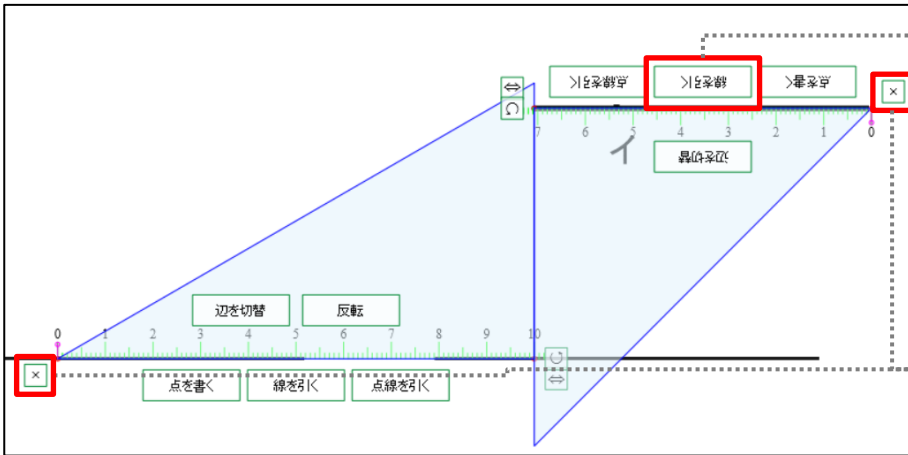 点線を引く 線を引く 点を書く ×
7 6 5 4 3 2 1 0
イ
辺を切替
辺を切替 反転
0 1 2 3 4 5 6 7 8 9 10
×
点を書く 線を引く 点線を引く